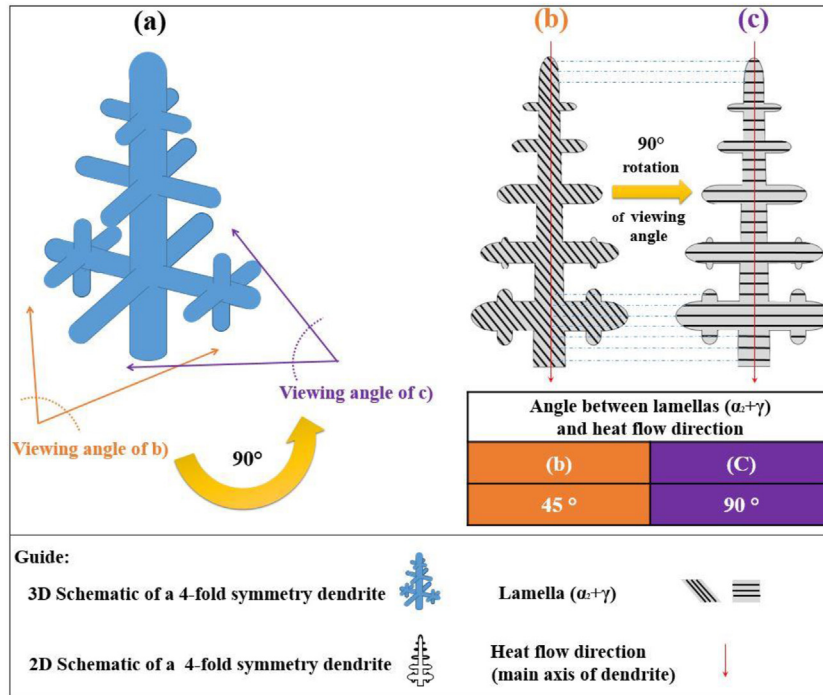 (a)
(b)
(c)
90°
rotation
of viewing
angle
Viewing angle of c)
Viewing angle of b)
90°
Angle between lamellas (α₂+γ)
and heat flow direction
(b)
(C)
45 °
90 °
Guide:
3D Schematic of a 4-fold symmetry dendrite
Lamella (α₂+γ)
2D Schematic of a 4-fold symmetry dendrite
Heat flow direction
(main axis of dendrite)